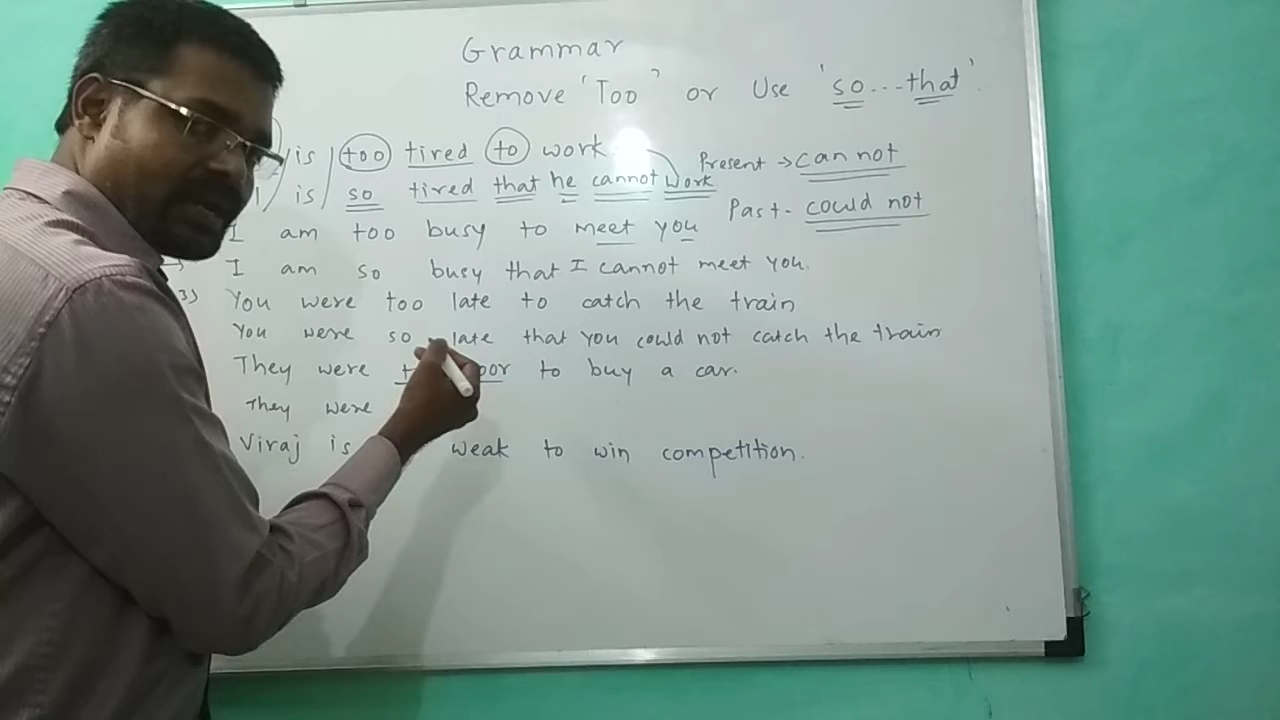 Grammar
Remove 'Too' or Use 'so...that'.
is too tired to work.
Present → can not
is so tired that he cannot work
Past - could not
I am too busy to meet you
→ I am so busy that I cannot meet you.
3) You were too late to catch the train
You were so late that you could not catch the train
They were to buy a car.
They were
Viraj is weak to win competition.